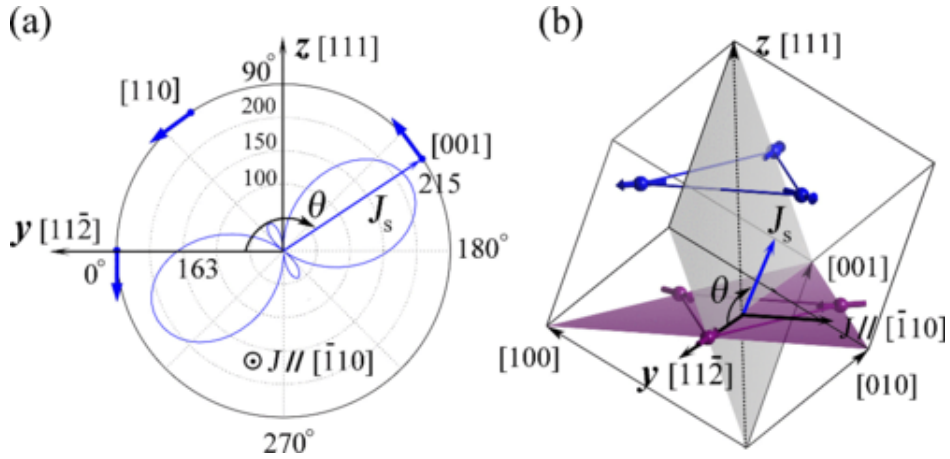 (a)
z [111]
90°
[110]
200
150
100
[001]
215
θ
J_s
y [112̄]
0°
163
180°
⊙ J // [1̄10]
270°
(b)
z [111]
J_s
[001]
θ
J // [1̄10]
[100]
y [112̄]
[010]